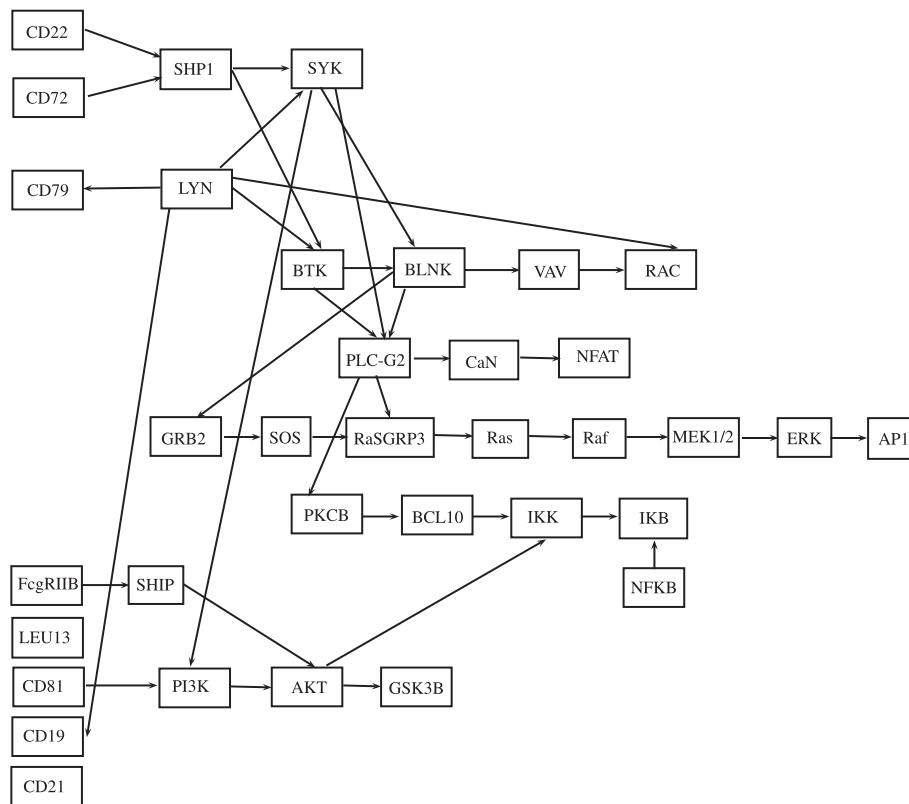 CD22
SHP1
SYK
CD72
CD79
LYN
BTK
BLNK
VAV
RAC
PLC-G2
CaN
NFAT
GRB2
SOS
RaSGRP3
Ras
Raf
MEK1/2
ERK
AP1
PKCB
BCL10
IKK
IKB
FcgRIIB
SHIP
NFKB
LEU13
CD81
PI3K
AKT
GSK3B
CD19
CD21